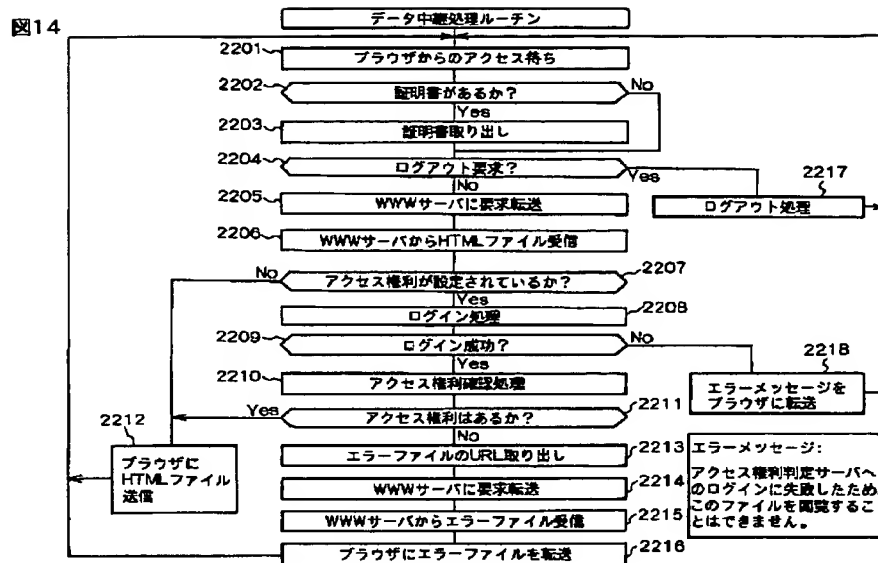 図14
データ中継処理ルーチン
2201
ブラウザからのアクセス待ち
2202
証明書があるか?
No
Yes
2203
証明書取り出し
2204
ログアウト要求?
Yes
No
2217
ログアウト処理
2205
WWWサーバに要求転送
2206
WWWサーバからHTMLファイル受信
2207
No
アクセス権利が設定されているか?
Yes
2208
ログイン処理
2209
ログイン成功?
No
Yes
2218
エラーメッセージを
ブラウザに転送
2210
アクセス権利確認処理
2211
Yes
アクセス権利はあるか?
No
2212
ブラウザに
HTMLファイル
送信
2213
エラーファイルのURL取り出し
2214
WWWサーバに要求転送
2215
WWWサーバからエラーファイル受信
2216
ブラウザにエラーファイルを転送
エラーメッセージ:
アクセス権利判定サーバへ
のログインに失敗したため
このファイルを閲覧するこ
とはできません。